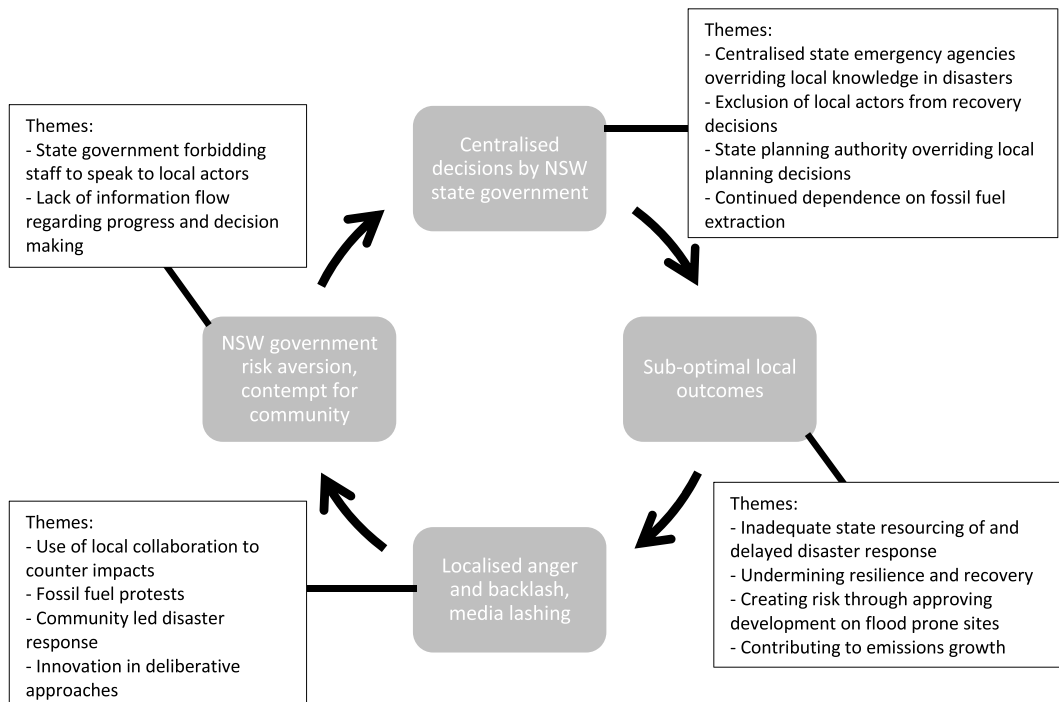 Themes:
- Centralised state emergency agencies
overriding local knowledge in disasters
- Exclusion of local actors from recovery
decisions
- State planning authority overriding local
planning decisions
- Continued dependence on fossil fuel
extraction
Themes:
- State government forbidding
staff to speak to local actors
- Lack of information flow
regarding progress and decision
making
Centralised
decisions by NSW
state government
NSW government
risk aversion,
contempt for
community
Sub-optimal local
outcomes
Themes:
- Use of local collaboration to
counter impacts
- Fossil fuel protests
- Community led disaster
response
- Innovation in deliberative
approaches
Localised anger
and backlash,
media lashing
Themes:
- Inadequate state resourcing of and
delayed disaster response
- Undermining resilience and recovery
- Creating risk through approving
development on flood prone sites
- Contributing to emissions growth